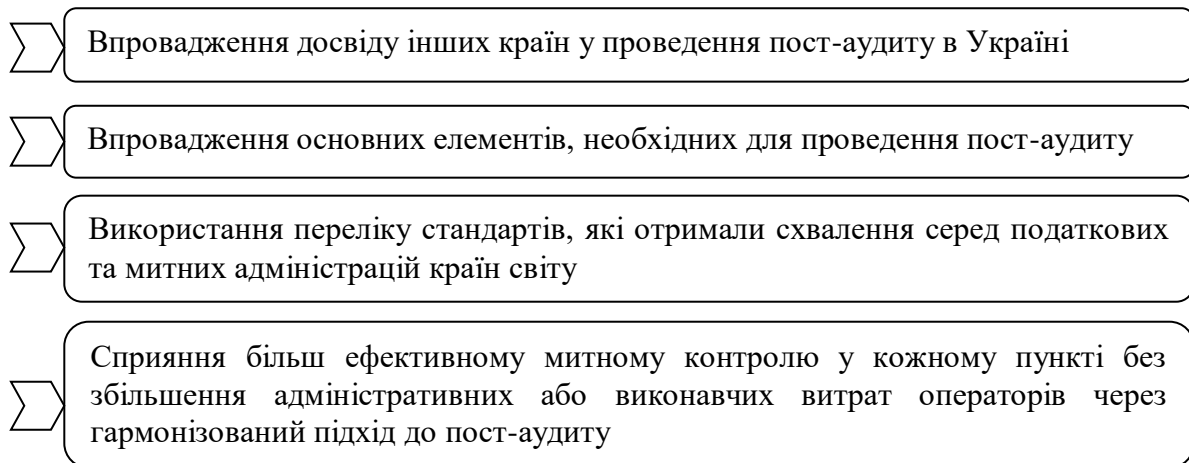 Впровадження досвіду інших країн у проведення пост-аудиту в Україні
Впровадження основних елементів, необхідних для проведення пост-аудиту
Використання переліку стандартів, які отримали схвалення серед податкових
та митних адміністрацій країн світу
Сприяння більш ефективному митному контролю у кожному пункті без
збільшення адміністративних або виконавчих витрат операторів через
гармонізований підхід до пост-аудиту